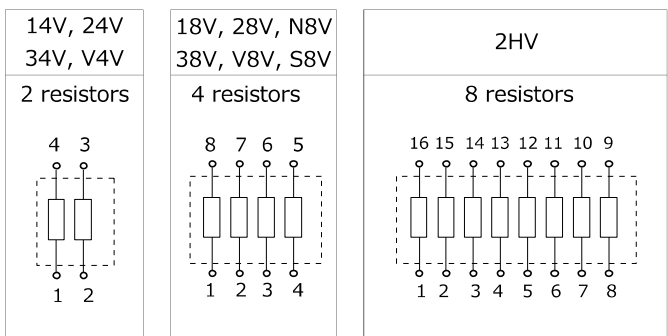 14V, 24V
34V, V4V
2 resistors
4 3
1 2
18V, 28V, N8V
38V, V8V, S8V
4 resistors
8 7 6 5
1 2 3 4
2HV
8 resistors
16 15 14 13 12 11 10 9
1 2 3 4 5 6 7 8